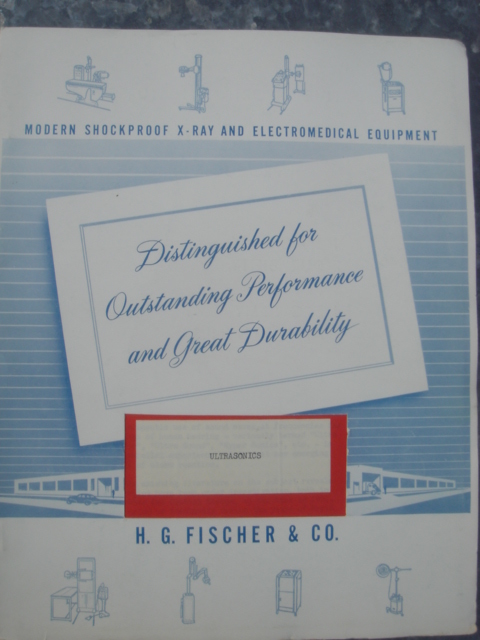 MODERN SHOCKPROOF X-RAY AND ELECTROMEDICAL EQUIPMENT
Distinguished for
Outstanding Performance
and Great Durability
ULTRASONICS
H. G. FISCHER & CO.